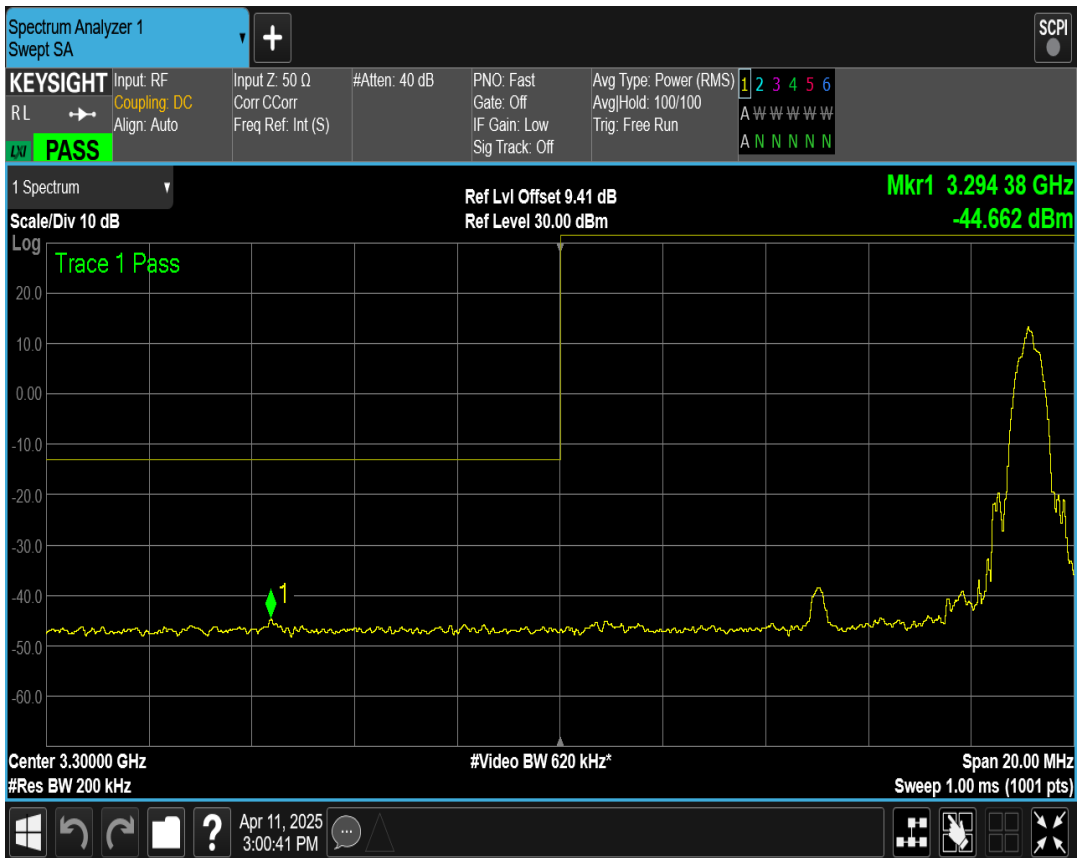 Spectrum Analyzer 1
Swept SA
+
SCPI
KEYSIGHT
RL
LXI
PASS
Input: RF
Coupling: DC
Align: Auto
Input Z: 50 Ω
Corr CCorr
Freq Ref: Int (S)
#Atten: 40 dB
PNO: Fast
Gate: Off
IF Gain: Low
Sig Track: Off
Avg Type: Power (RMS)
Avg|Hold: 100/100
Trig: Free Run
1 2 3 4 5 6
A W W W W W
A N N N N N
1 Spectrum
Scale/Div 10 dB
Ref Lvl Offset 9.41 dB
Ref Level 30.00 dBm
Mkr1 3.294 38 GHz
-44.662 dBm
Log
Trace 1 Pass
20.0
10.0
0.00
-10.0
-20.0
-30.0
-40.0
1
-50.0
-60.0
Center 3.30000 GHz
#Res BW 200 kHz
#Video BW 620 kHz*
Span 20.00 MHz
Sweep 1.00 ms (1001 pts)
?
Apr 11, 2025
3:00:41 PM